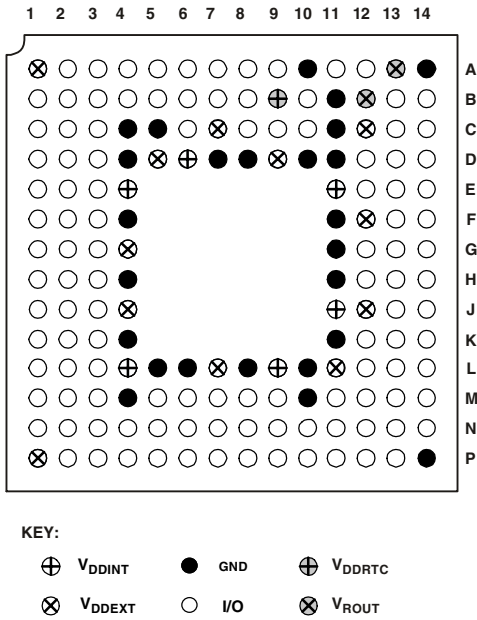 1 2 3 4 5 6 7 8 9 10 11 12 13 14
A
B
C
D
E
F
G
H
J
K
L
M
N
P
KEY:
VDDINT GND VDDRTC
VDDEXT I/O VROUT